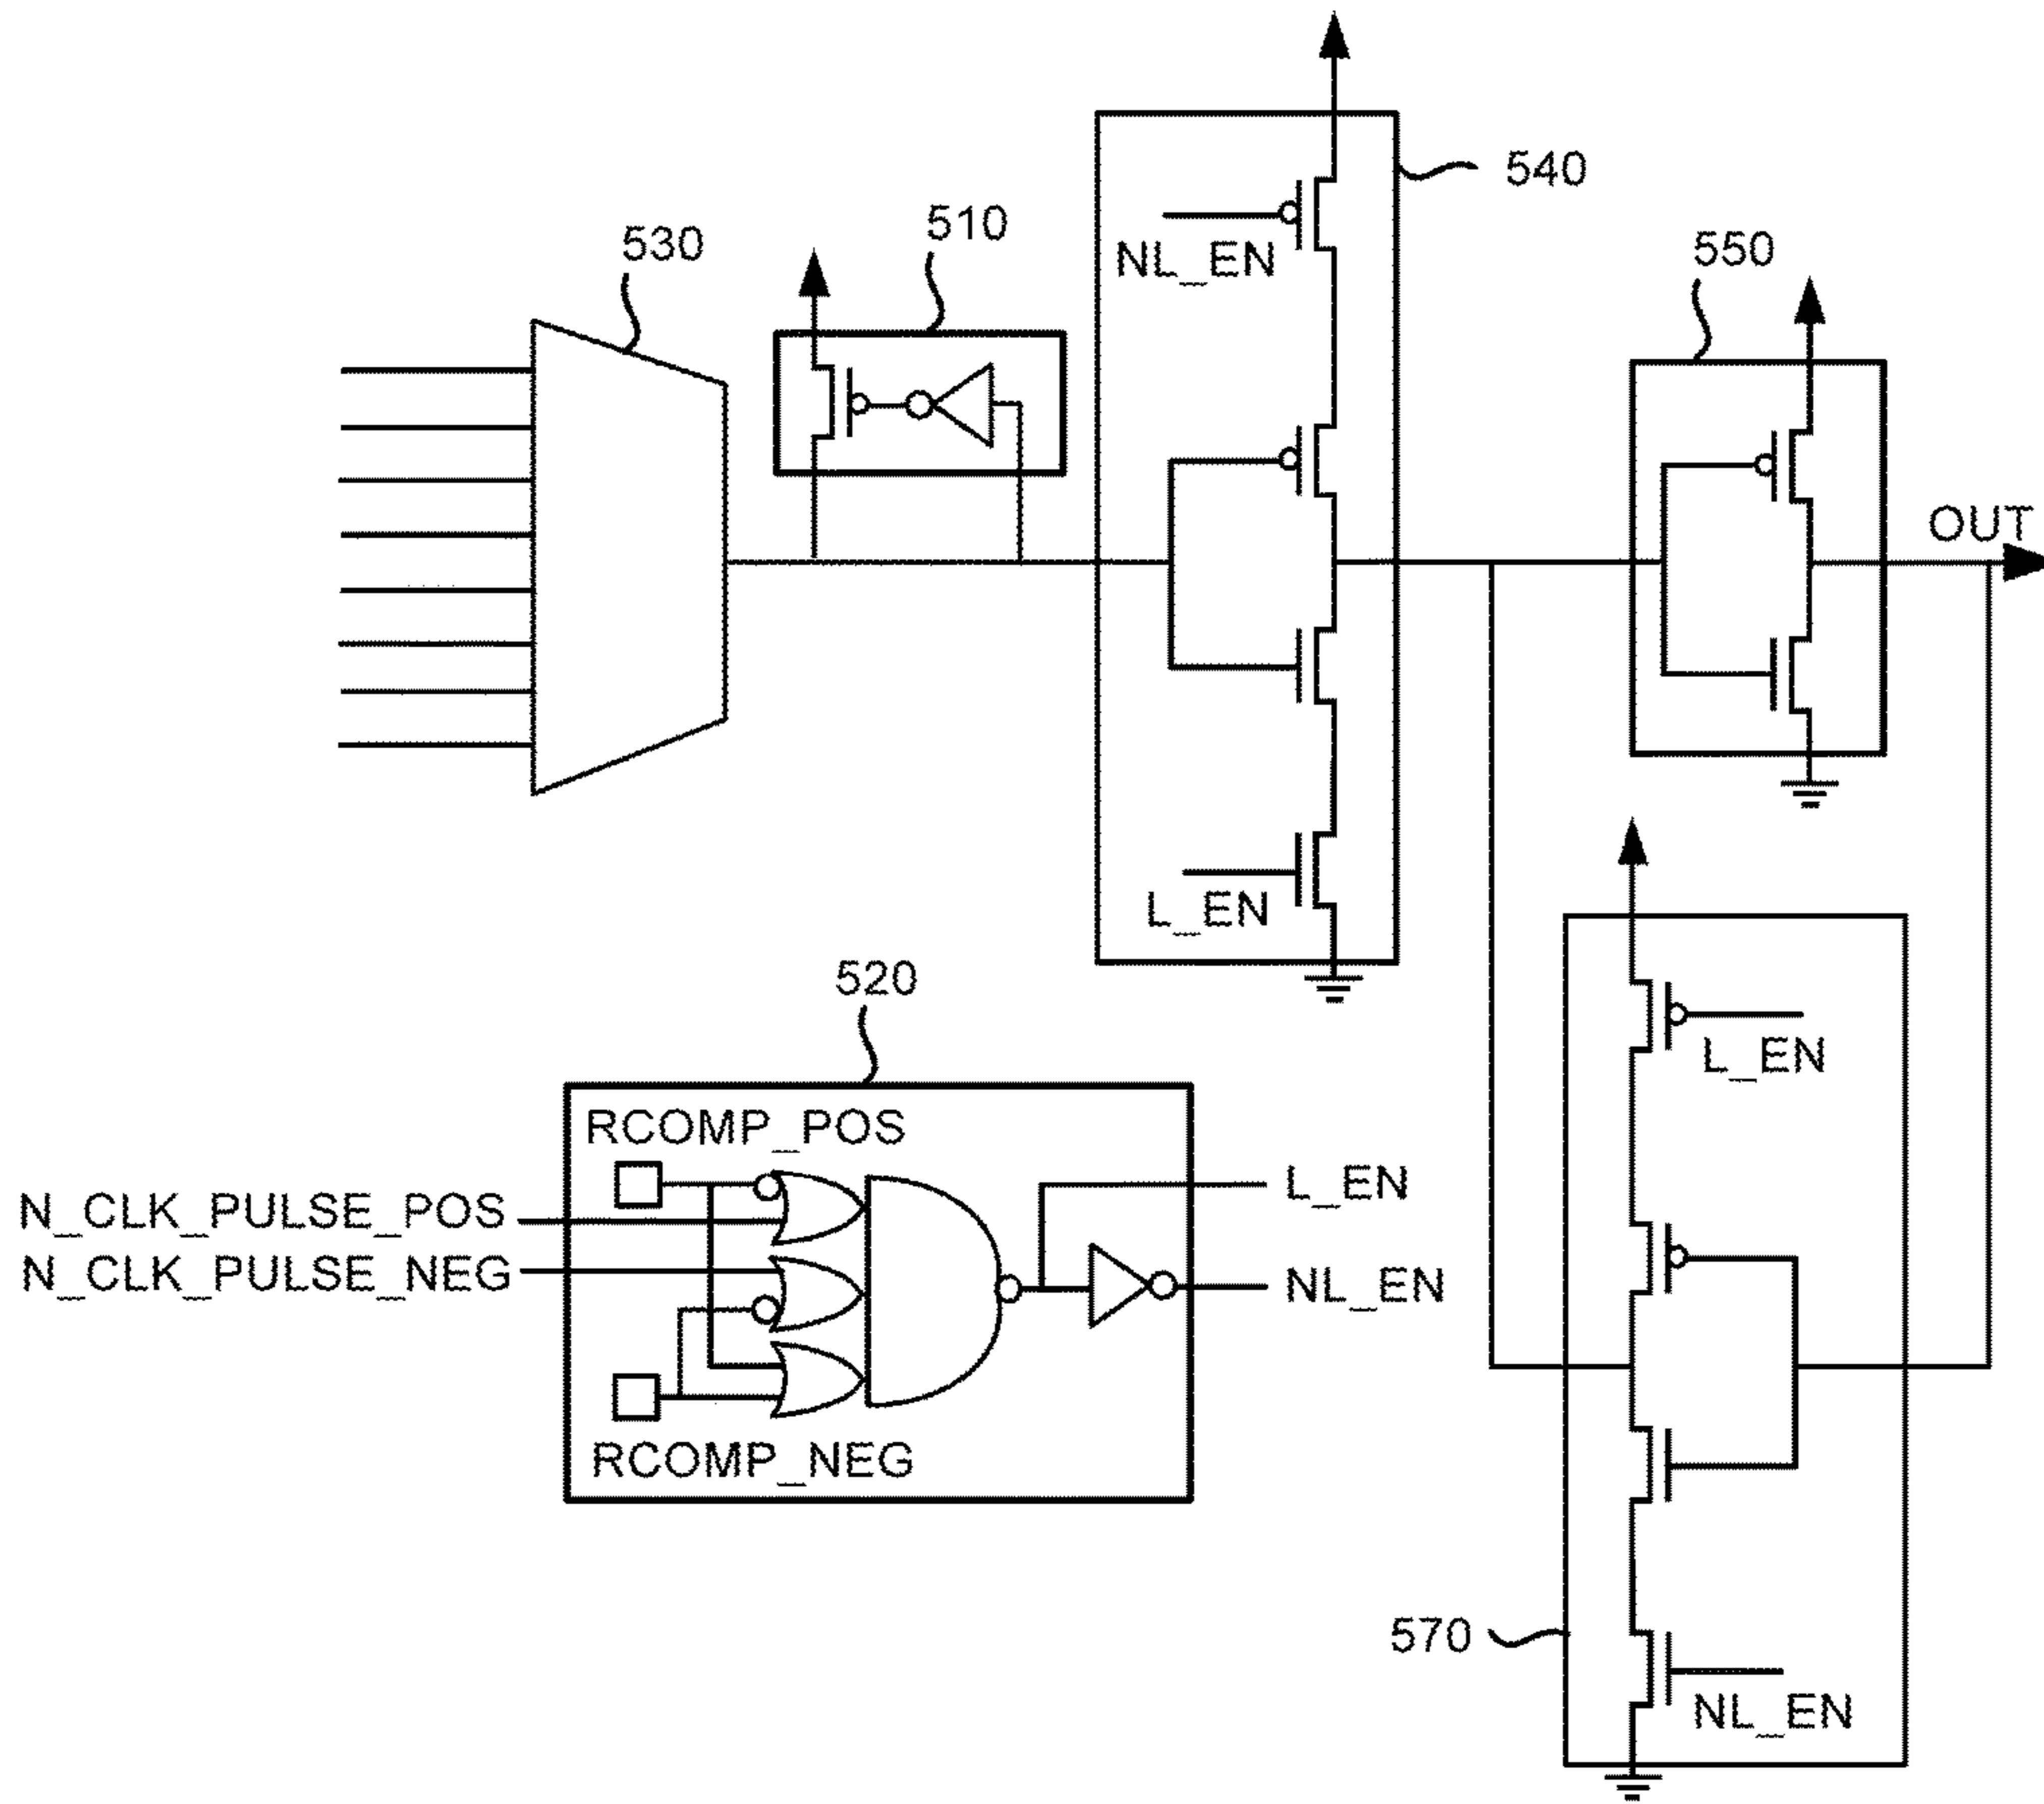 540
510
530
550
NL_EN
OUT
L_EN
520
L_EN
RCOMP_POS
L_EN
N_CLK_PULSE_POS
N_CLK_PULSE_NEG
NL_EN
RCOMP_NEG
570
NL_EN